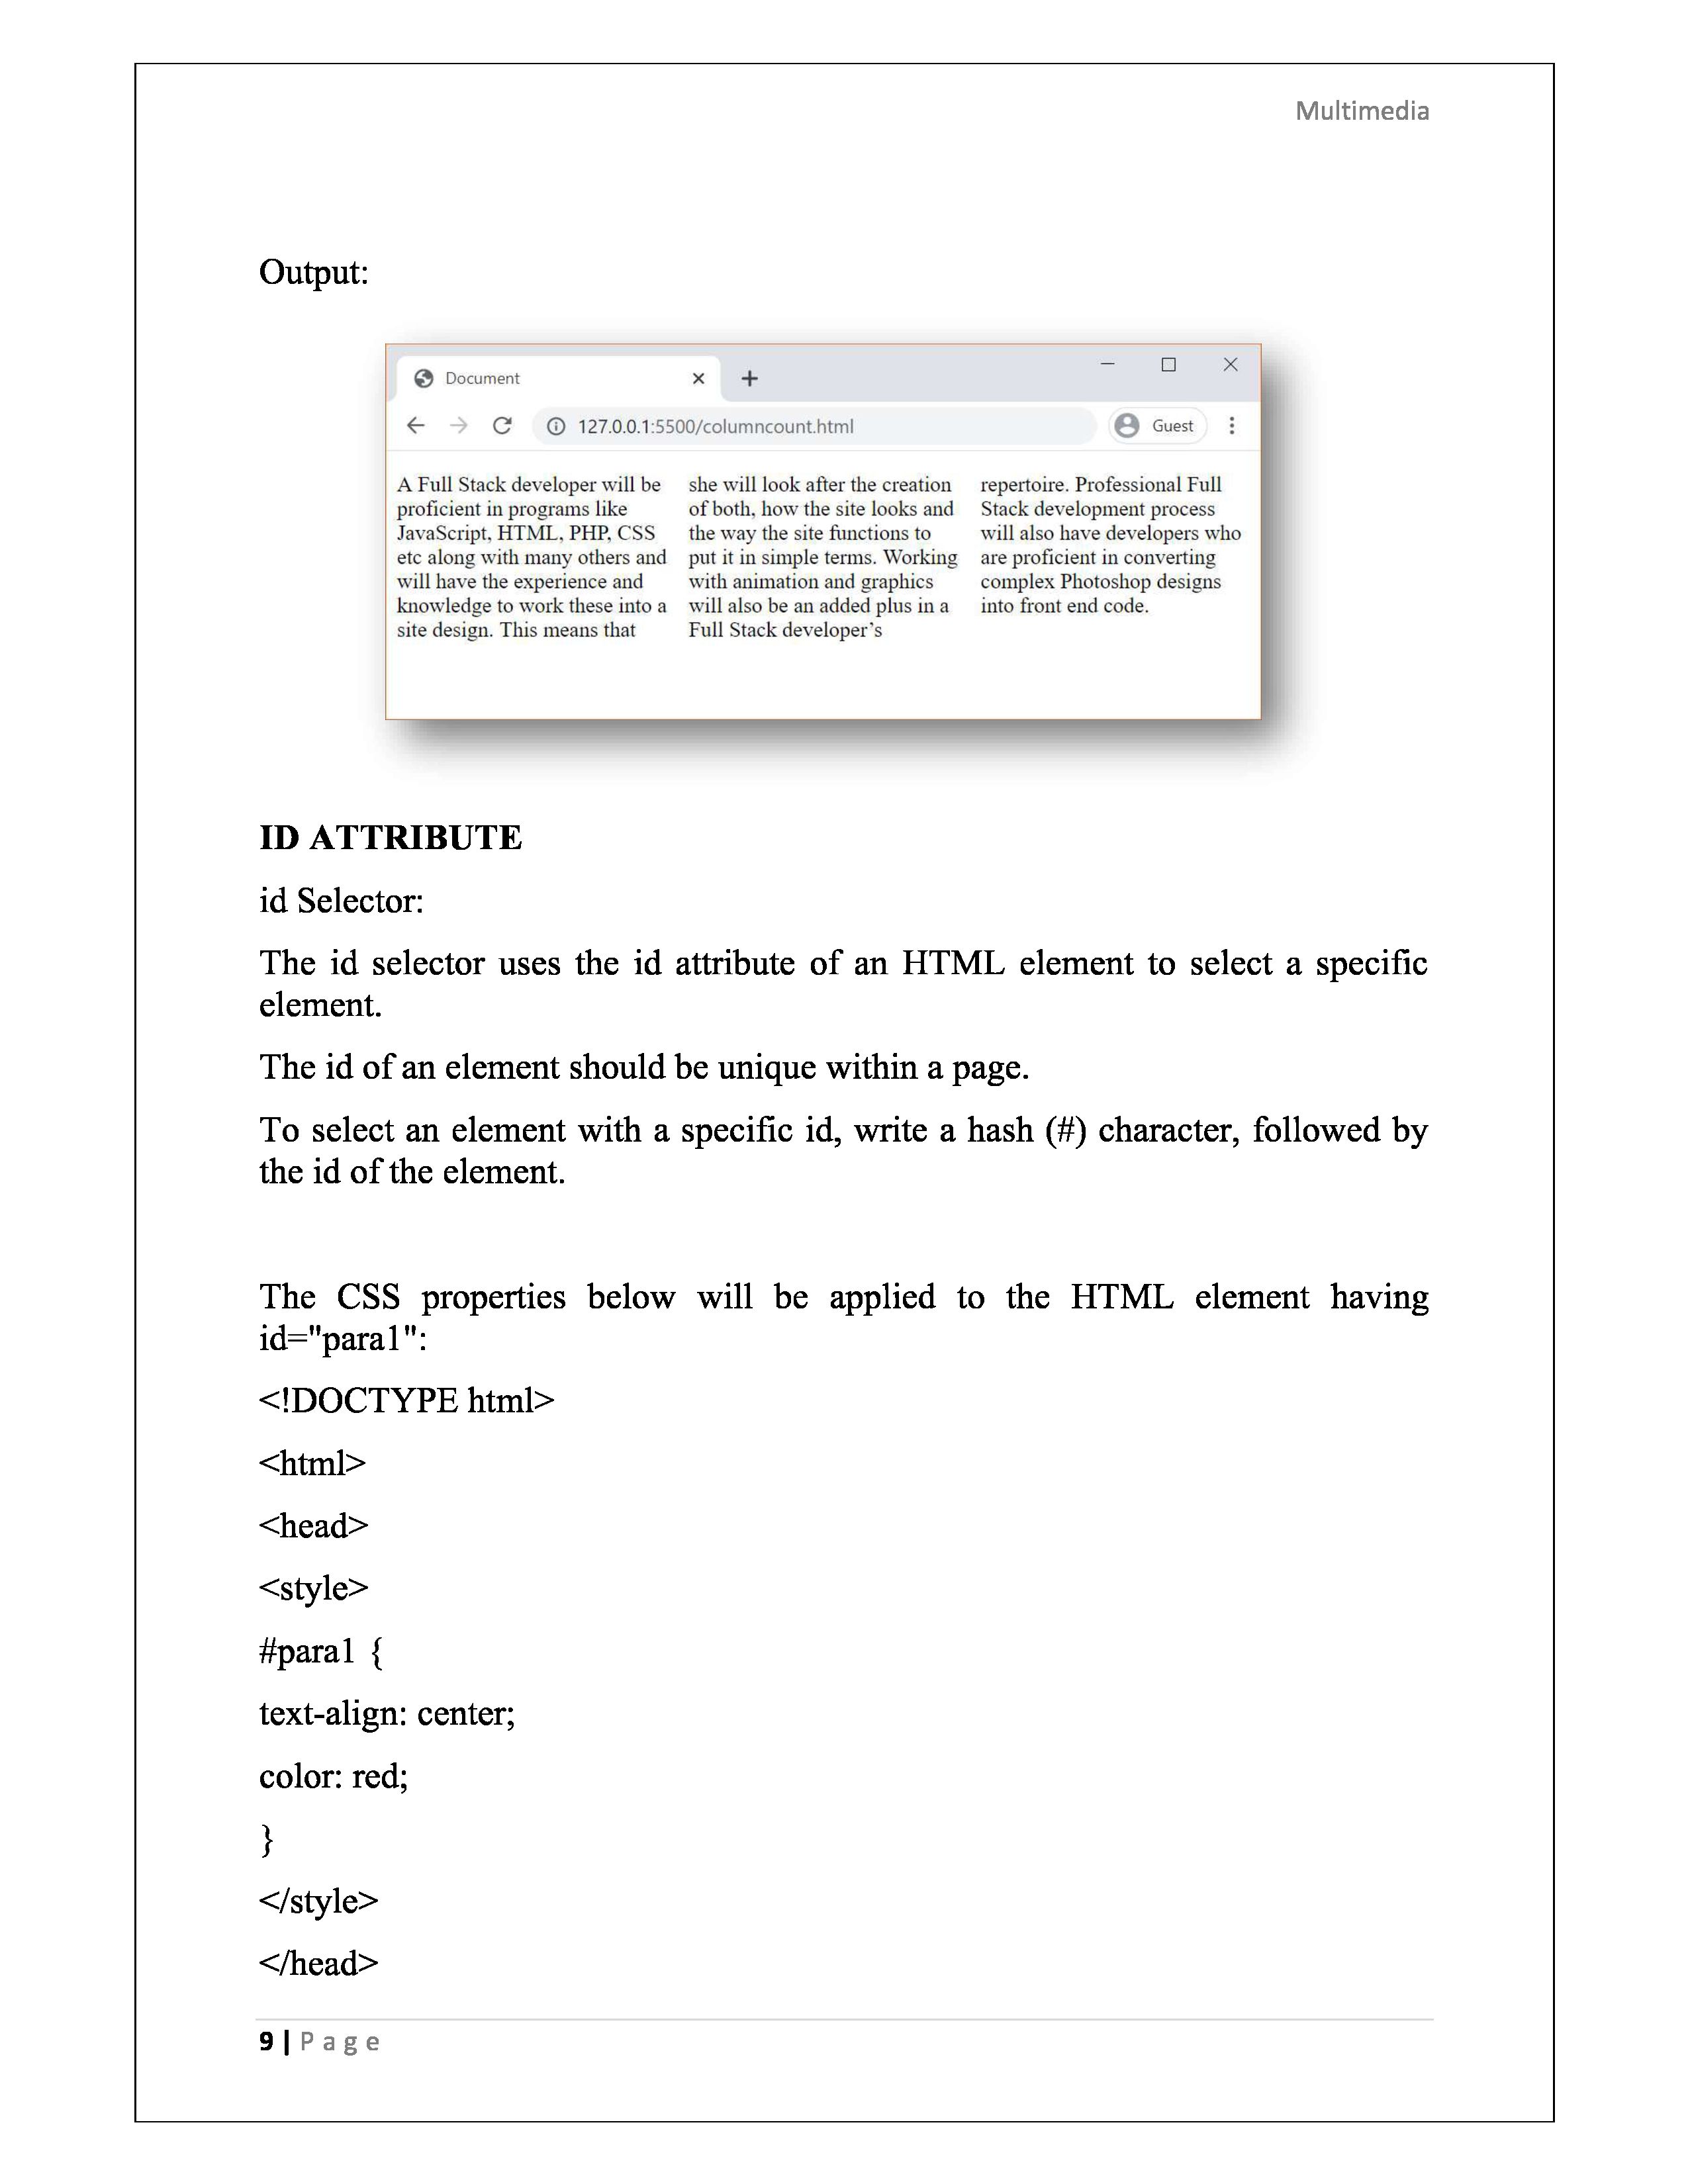 Multimedia
Output:
Document
127.0.0.1:5500/columncount.html
Guest
A Full Stack developer will be
proficient in programs like
JavaScript, HTML, PHP, CSS
etc along with many others and
will have the experience and
knowledge to work these into a
site design. This means that
she will look after the creation
of both, how the site looks and
the way the site functions to
put it in simple terms. Working
with animation and graphics
will also be an added plus in a
Full Stack developer’s
repertoire. Professional Full
Stack development process
will also have developers who
are proficient in converting
complex Photoshop designs
into front end code.
ID ATTRIBUTE
id Selector:
The id selector uses the id attribute of an HTML element to select a specific
element.
The id of an element should be unique within a page.
To select an element with a specific id, write a hash (#) character, followed by
the id of the element.
The CSS properties below will be applied to the HTML element having
id="para1":
<!DOCTYPE html>
<html>
<head>
<style>
#para1 {
text-align: center;
color: red;
}
</style>
</head>
9 | Page